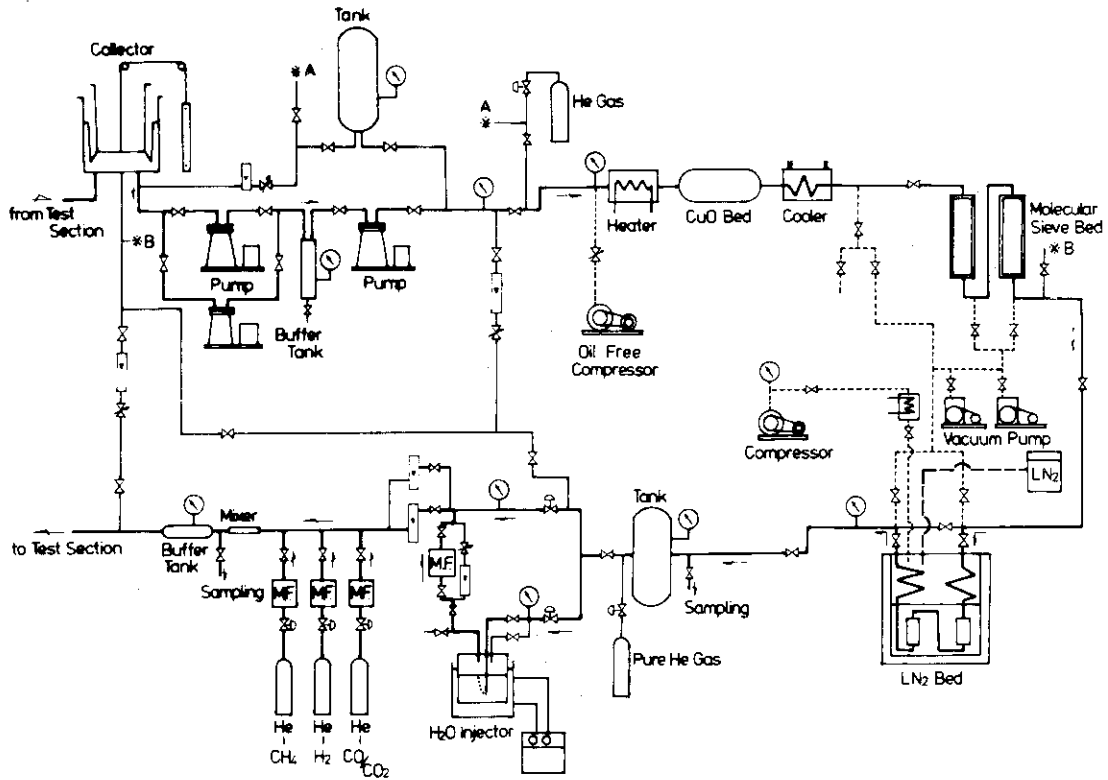 Tank
Collector
* A
A
*
He Gas
from Test
Section
* B
Pump
Pump
Buffer
Tank
Heater
CuO Bed
Cooler
Molecular
Sieve Bed
* B
Oil Free
Compressor
Compressor
Vacuum Pump
LN₂
to Test Section
Buffer
Tank
Mixer
Sampling
MF
MF
MF
M.F.
Tank
Sampling
Pure He Gas
LN₂ Bed
H₂O injector
He
CH₄
He
H₂
He
CO/CO₂